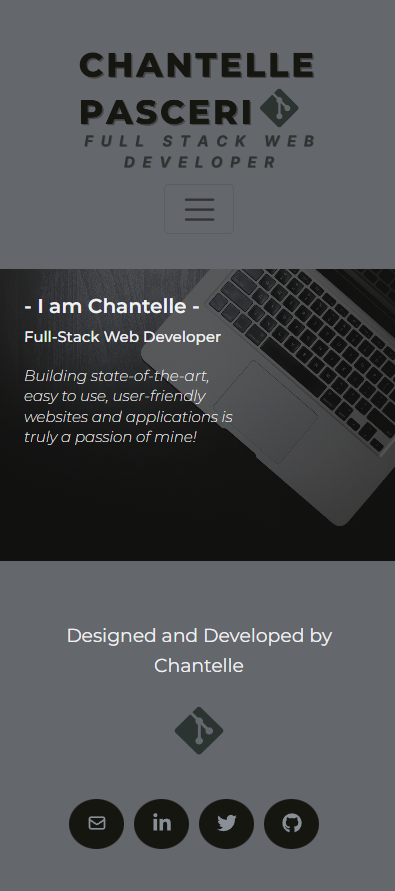 CHANTELLE
PASCERI
FULL STACK WEB
DEVELOPER
- I am Chantelle -
Full-Stack Web Developer
Building state-of-the-art,
easy to use, user-friendly
websites and applications is
truly a passion of mine!
Designed and Developed by
Chantelle